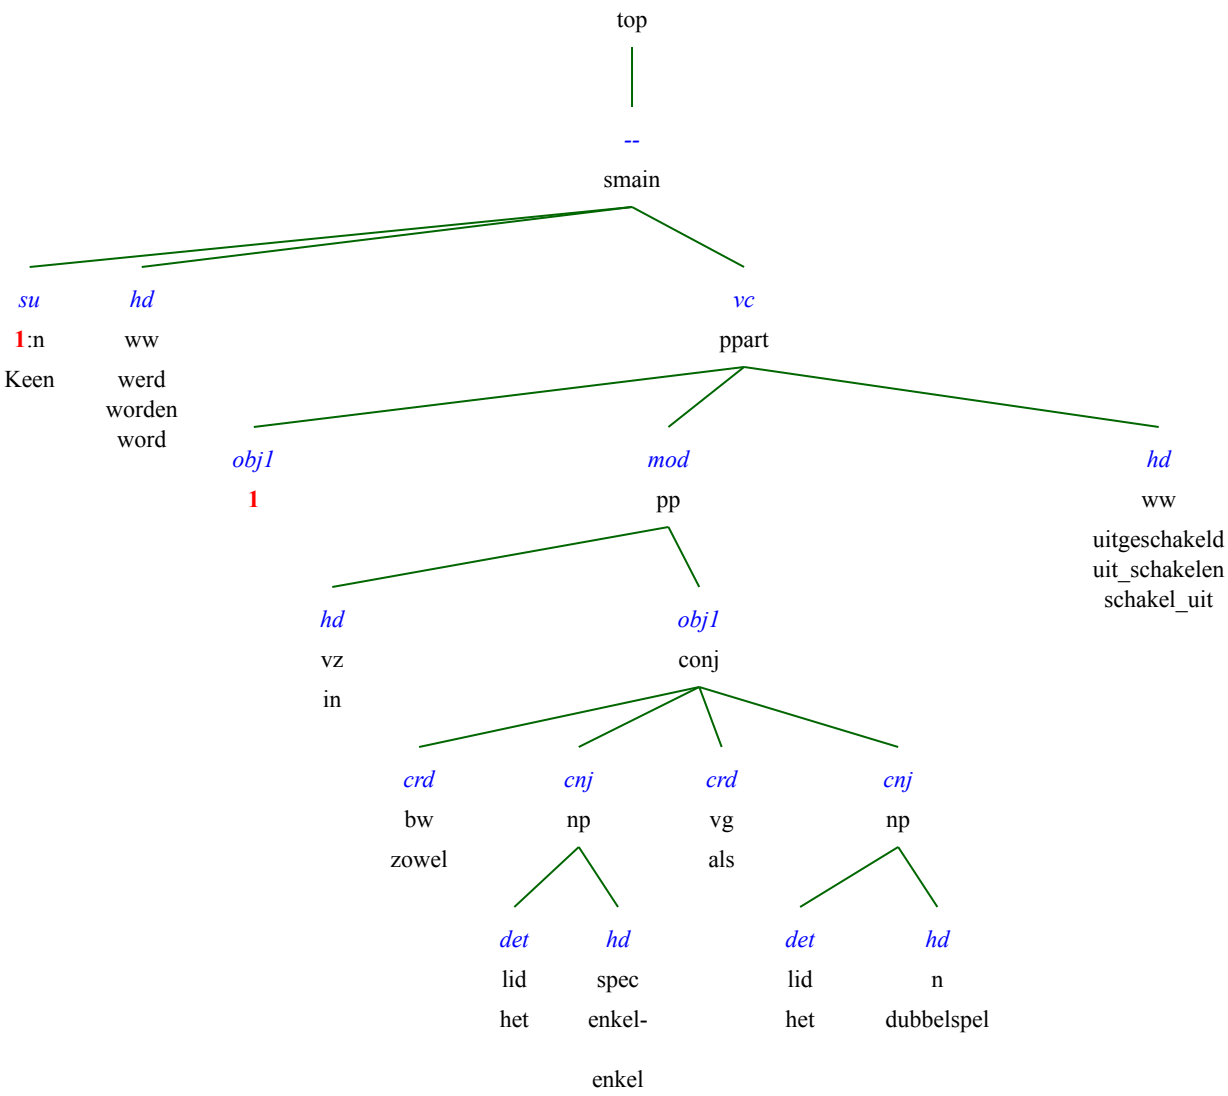 top
--
smain
su hd vc
1:n ww ppart
Keen werd
worden
word
obj1 mod hd
1 pp ww
uitgeschakeld
uit_schakelen
schakel_uit
hd obj1
vz conj
in
crd cnj crd cnj
bw np vg np
zowel als
det hd det hd
lid spec lid n
het enkel- het dubbelspel
enkel